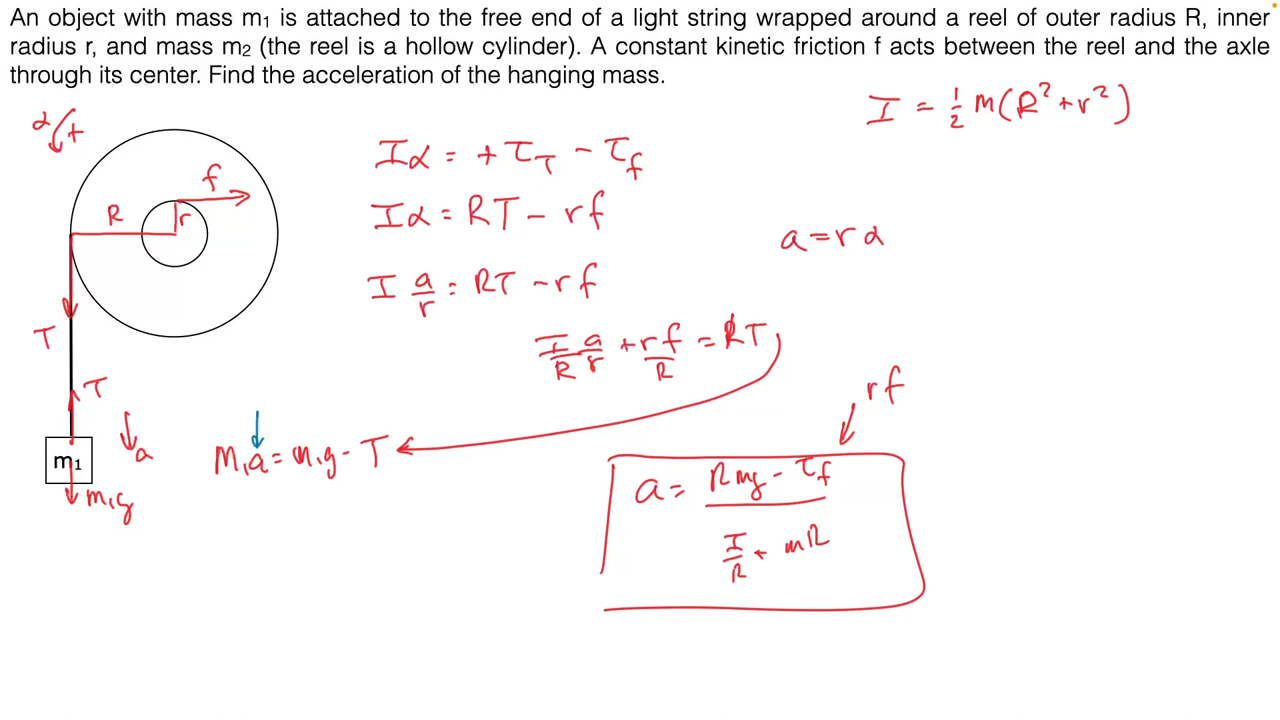 An object with mass m₁ is attached to the free end of a light string wrapped around a reel of outer radius R, inner
radius r, and mass m₂ (the reel is a hollow cylinder). A constant kinetic friction f acts between the reel and the axle
through its center. Find the acceleration of the hanging mass.
I = ½ m(R² + r²)
α +
Iα = + τ_T − τ_f
f
R
r
Iα = RT − rf
a = r α
I a/r = RT − rf
T
I/R a/r + rf/R = RT
T
rf
a
m₁
m₁a = m₁g - T
a = (Rmg − τ_f)/(I/R + mR)
m₁g